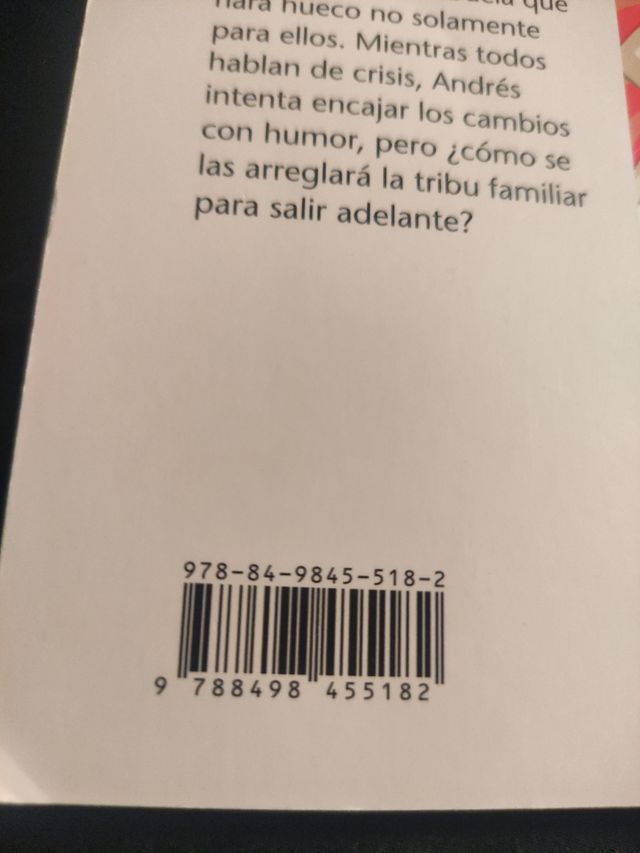 hará hueco no solamente
para ellos. Mientras todos
hablan de crisis, Andrés
intenta encajar los cambios
con humor, pero ¿cómo se
las arreglará la tribu familiar
para salir adelante?
978-84-9845-518-2
9 788498 455182